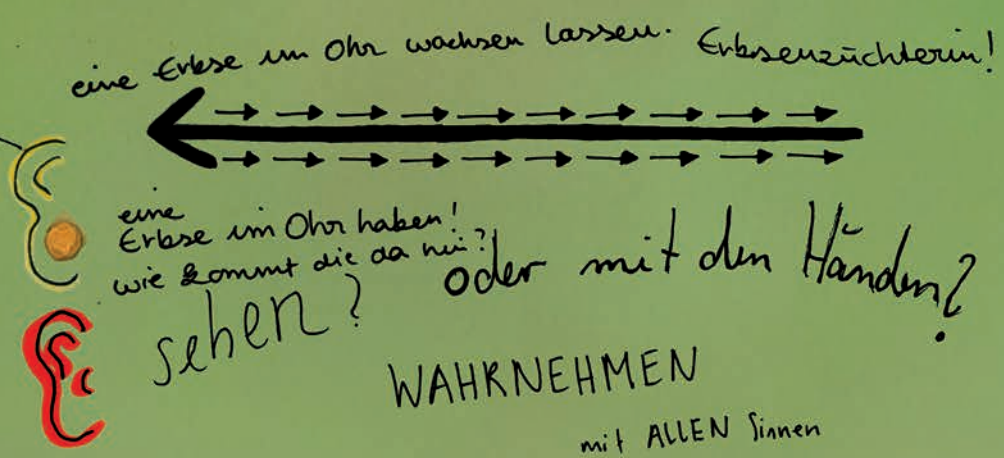 eine Erbse im Ohr wachsen lassen. Erbsenzüchterin!
eine
Erbse im Ohr haben!
wie kommt die da nei?
sehen? oder mit den Händen?
WAHRNEHMEN
mit ALLEN Sinnen